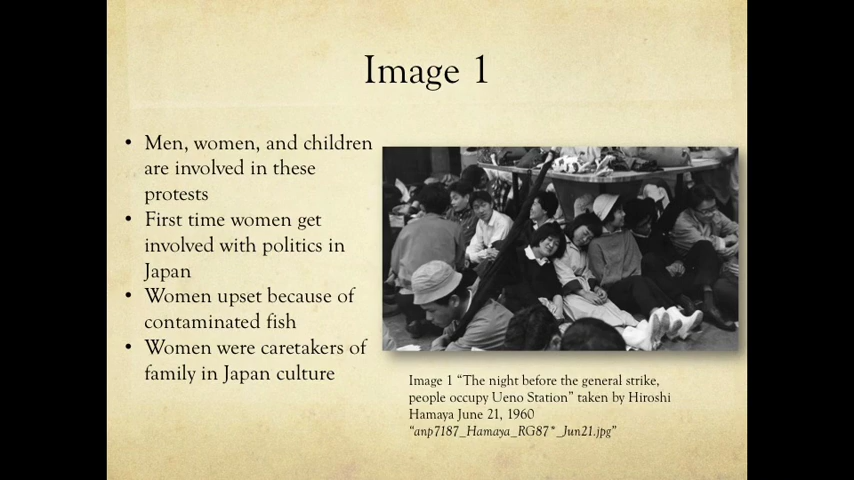 Image 1
• Men, women, and children
are involved in these
protests
• First time women get
involved with politics in
Japan
• Women upset because of
contaminated fish
• Women were caretakers of
family in Japan culture
Image 1 “The night before the general strike,
people occupy Ueno Station” taken by Hiroshi
Hamaya June 21, 1960
“anp7187_Hamaya_RG87*_Jun21.jpg”